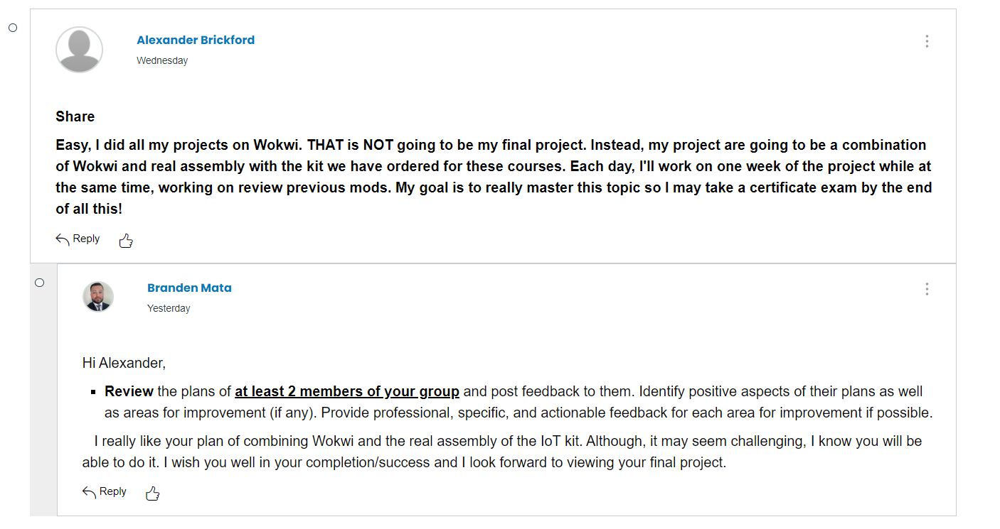 Alexander Brickford
Wednesday
Share
Easy, I did all my projects on Wokwi. THAT is NOT going to be my final project. Instead, my project are going to be a combination
of Wokwi and real assembly with the kit we have ordered for these courses. Each day, I'll work on one week of the project while at
the same time, working on review previous mods. My goal is to really master this topic so I may take a certificate exam by the end
of all this!
Reply
Branden Mata
Yesterday
Hi Alexander,
Review the plans of at least 2 members of your group and post feedback to them. Identify positive aspects of their plans as well
as areas for improvement (if any). Provide professional, specific, and actionable feedback for each area for improvement if possible.
I really like your plan of combining Wokwi and the real assembly of the IoT kit. Although, it may seem challenging, I know you will be
able to do it. I wish you well in your completion/success and I look forward to viewing your final project.
Reply